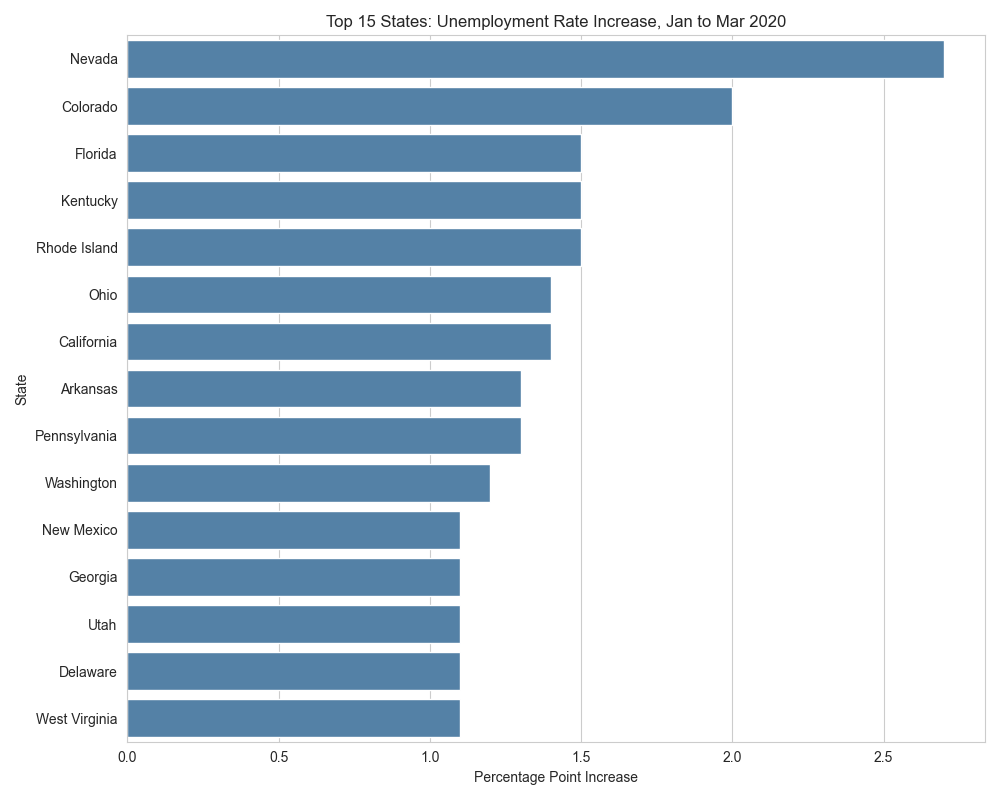 Top 15 States: Unemployment Rate Increase, Jan to Mar 2020
State
Nevada
Colorado
Florida
Kentucky
Rhode Island
Ohio
California
Arkansas
Pennsylvania
Washington
New Mexico
Georgia
Utah
Delaware
West Virginia
0.0 0.5 1.0 1.5 2.0 2.5
Percentage Point Increase